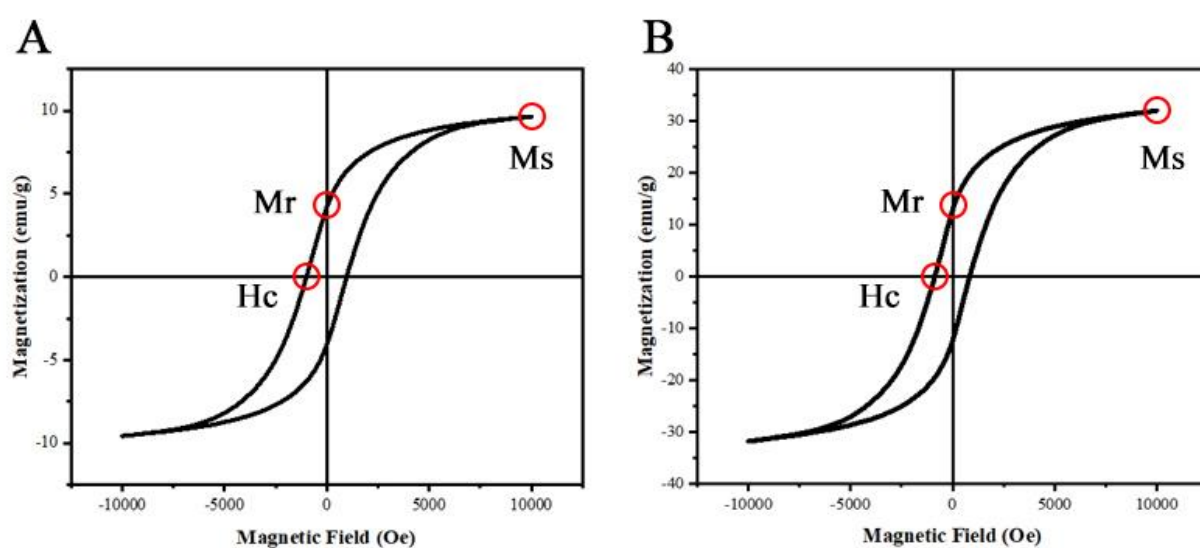 A
10
5
0
-5
-10
Mr
Ms
Hc
-10000
-5000
0
5000
10000
Magnetization (emu/g)
Magnetic Field (Oe)
B
40
30
20
10
0
-10
-20
-30
-40
Mr
Ms
Hc
-10000
-5000
0
5000
10000
Magnetization (emu/g)
Magnetic Field (Oe)